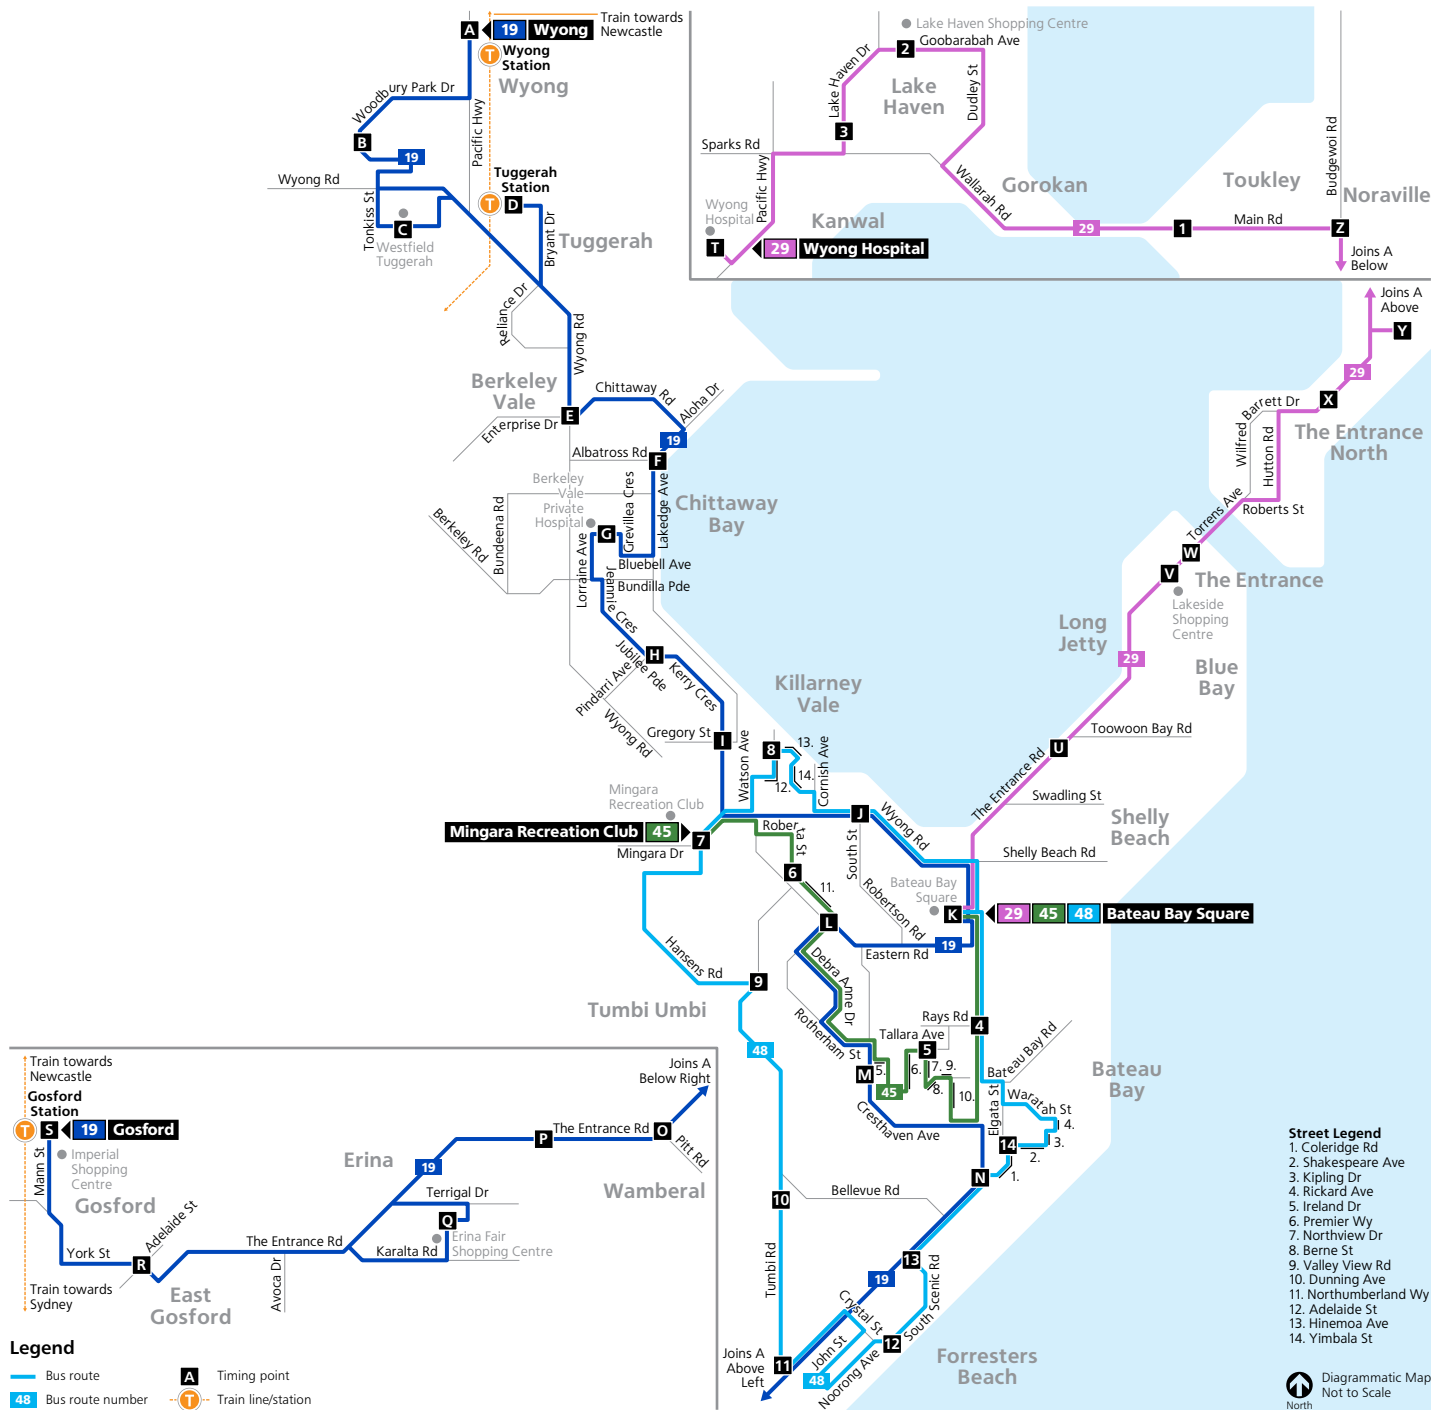 Train towards
Newcastle
A
19
Wyong
T
Wyong
Station
Wyong
Woodbury Park Dr
Pacific Hwy
B
19
Wyong Rd
Tuggerah
Station
T
D
Tonkiss St
C
Westfield
Tuggerah
Bryant Dr
Tuggerah
Reliance Dr
Wyong Rd
Lake Haven Shopping Centre
2
Goobarabah Ave
Lake Haven Dr
Lake
Haven
Dudley St
3
Sparks Rd
Pacific Hwy
Wyong
Hospital
T
Kanwal
29
Wyong Hospital
Wallarah Rd
Gorokan
29
1
Toukley
Main Rd
Budgewoi Rd
Noraville
Z
Joins A
Below
Joins A
Above
Y
29
X
Barrett Dr
Wilfred
The Entrance
North
Hutton Rd
Roberts St
Torrens Ave
W
V
The Entrance
Lakeside
Shopping
Centre
Long
Jetty
29
Blue
Bay
Toowoon Bay Rd
U
The Entrance Rd
Swadling St
Shelly
Beach
Shelly Beach Rd
Berkeley
Vale
Chittaway Rd
Aloha Dr
E
Enterprise Dr
19
Albatross Rd
F
Berkeley
Vale
Private
Hospital
Grevillea Cres
Lakedge Ave
Chittaway
Bay
Berkeley Rd
Bundeena Rd
G
Bluebell Ave
Lorraine Ave
Jeannie Cres
Bundilla Pde
Jubilee Pde
H
Pindarri Ave
Kerry Cres
Wyong Rd
Killarney
Vale
Gregory St
I
Watson Ave
8
13.
14.
12.
Cornish Ave
Mingara
Recreation Club
Mingara Recreation Club
45
7
Mingara Dr
Roberta St
J
Wyong Rd
South St
6
11.
Robertson Rd
Bateau Bay
Square
K
29
45
48
Bateau Bay Square
L
19
Eastern Rd
Hansens Rd
9
Debra Anne Dr
Tumbi Umbi
Rotherham St
Rays Rd
4
Tallara Ave
5
48
M
5.
6.
7.
9.
8.
10.
45
Bateau Bay Rd
Bateau
Bay
Elgata St
Waratah St
4.
3.
2.
14
1.
Cresthaven Ave
N
Bellevue Rd
10
13
Tumbi Rd
19
South Scenic Rd
Crystal St
12
John St
Noorong Ave
48
11
Joins A
Above
Left
Forresters
Beach
Train towards
Newcastle
Gosford
Station
T
S
19
Gosford
Imperial
Shopping
Centre
Mann St
Gosford
York St
R
Adelaide St
Train towards
Sydney
East
Gosford
The Entrance Rd
Avoca Dr
Erina
19
Terrigal Dr
Q
Erina Fair
Shopping Centre
Karalta Rd
P
The Entrance Rd
O
Pitt Rd
Wamberal
Joins A
Below Right
Legend
Bus route
A
Timing point
48
Bus route number
T
Train line/station
Street Legend
1. Coleridge Rd
2. Shakespeare Ave
3. Kipling Dr
4. Rickard Ave
5. Ireland Dr
6. Premier Wy
7. Northview Dr
8. Berne St
9. Valley View Rd
10. Dunning Ave
11. Northumberland Wy
12. Adelaide St
13. Hinemoa Ave
14. Yimbala St
North
Diagrammatic Map
Not to Scale